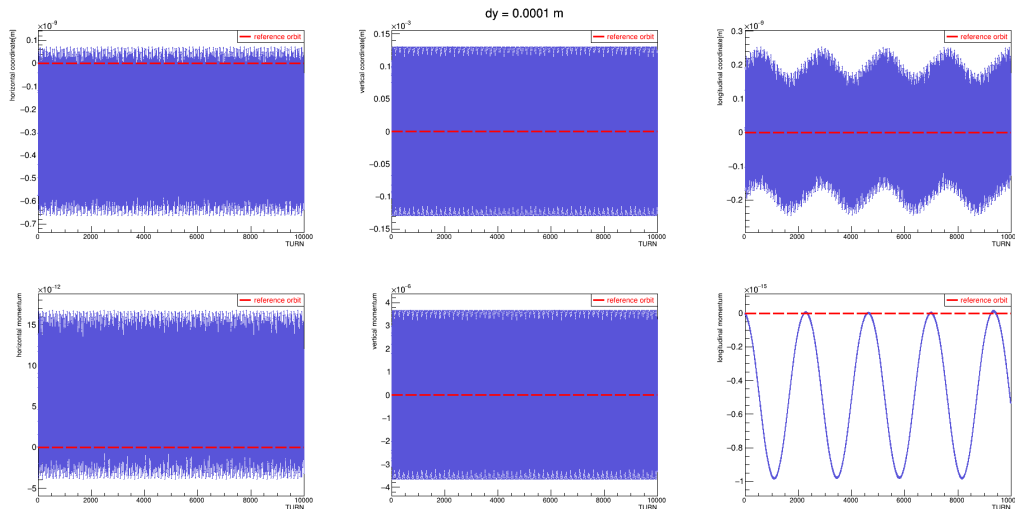 dy = 0.0001 m
×10⁻⁹
horizontal coordinate[m]
reference orbit
0.1
0
−0.1
−0.2
−0.3
−0.4
−0.5
−0.6
−0.7
0 2000 4000 6000 8000 10000
TURN
×10⁻³
vertical coordinate[m]
reference orbit
0.15
0.1
0.05
0
−0.05
−0.1
−0.15
0 2000 4000 6000 8000 10000
TURN
×10⁻⁹
longitudinal coordinate[m]
reference orbit
0.3
0.2
0.1
0
−0.1
−0.2
0 2000 4000 6000 8000 1000
TURN
×10⁻¹²
horizontal momentum
reference orbit
15
10
5
0
−5
0 2000 4000 6000 8000 10000
TURN
×10⁻⁶
vertical momentum
reference orbit
4
3
2
1
0
−1
−2
−3
−4
0 2000 4000 6000 8000 10000
TURN
×10⁻¹⁵
longitudinal momentum
reference orbit
0
−0.2
−0.4
−0.6
−0.8
−1
0 2000 4000 6000 8000 1000
TURN